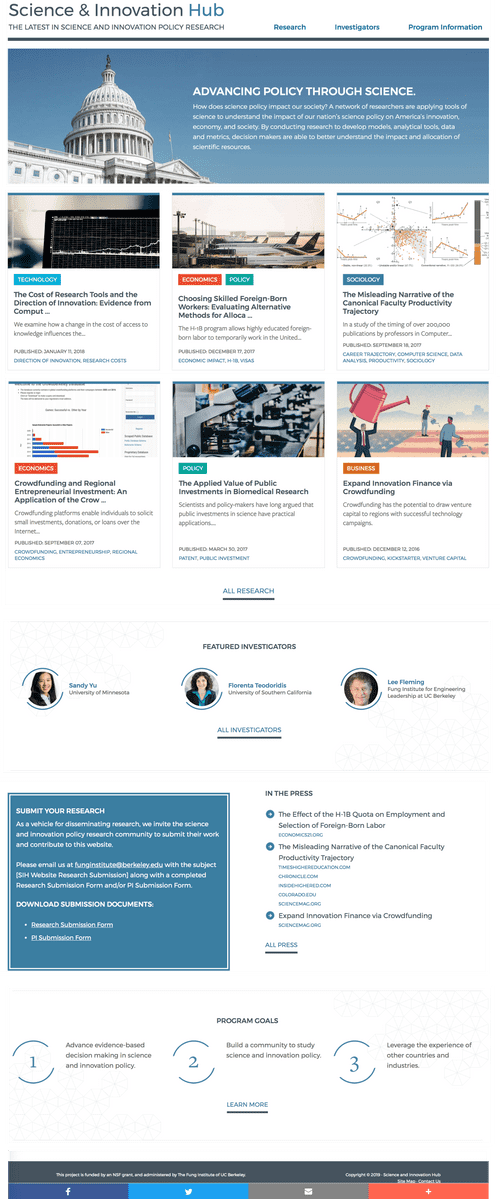 Science & Innovation Hub
THE LATEST IN SCIENCE AND INNOVATION POLICY RESEARCH
Research
Investigators
Program Information
ADVANCING POLICY THROUGH SCIENCE.
How does science policy impact our society? A network of researchers are applying tools of
science to understand the impact of our nation's science policy on America's innovation,
economy, and society. By conducting research to develop models, analytical tools, data
and metrics, decision makers are able to better understand the impact and allocation of
scientific resources.
TECHNOLOGY
The Cost of Research Tools and the
Direction of Innovation: Evidence from
Comput ...
We examine how a change in the cost of access to
knowledge influences the...
PUBLISHED: JANUARY 11, 2018
DIRECTION OF INNOVATION, RESEARCH COSTS
ECONOMICS
POLICY
Choosing Skilled Foreign-Born
Workers: Evaluating Alternative
Methods for Alloca ...
The H-1B program allows highly educated foreign-
born labor to temporarily work in the United...
PUBLISHED: DECEMBER 17, 2017
ECONOMIC IMPACT, H-1B, VISAS
SOCIOLOGY
The Misleading Narrative of the
Canonical Faculty Productivity
Trajectory
In a study of the timing of over 200,000
publications by professors in Computer...
PUBLISHED: SEPTEMBER 18, 2017
CAREER TRAJECTORY, COMPUTER SCIENCE, DATA
ANALYSIS, PRODUCTIVITY, SOCIOLOGY
ECONOMICS
Crowdfunding and Regional
Entrepreneurial Investment: An
Application of the Crow ...
Crowdfunding platforms enable individuals to solicit
small investments, donations, or loans over the
Internet...
PUBLISHED: SEPTEMBER 07, 2017
CROWDFUNDING, ENTREPRENEURSHIP, REGIONAL
ECONOMICS
POLICY
The Applied Value of Public
Investments in Biomedical Research
Scientists and policy-makers have long argued that
public investments in science have practical
applications....
PUBLISHED: MARCH 30, 2017
PATENT, PUBLIC INVESTMENT
BUSINESS
Expand Innovation Finance via
Crowdfunding
Crowdfunding has the potential to draw venture
capital to regions with successful technology
campaigns.
PUBLISHED: DECEMBER 12, 2016
CROWDFUNDING, KICKSTARTER, VENTURE CAPITAL
ALL RESEARCH
FEATURED INVESTIGATORS
Sandy Yu
University of Minnesota
Florenta Teodoridis
University of Southern California
Lee Fleming
Fung Institute for Engineering
Leadership at UC Berkeley
ALL INVESTIGATORS
SUBMIT YOUR RESEARCH
As a vehicle for disseminating research, we invite the science
and innovation policy research community to submit their work
and contribute to this website.
Please email us at funginstitute@berkeley.edu with the subject
[SIH Website Research Submission] along with a completed
Research Submission Form and/or PI Submission Form.
DOWNLOAD SUBMISSION DOCUMENTS:
Research Submission Form
PI Submission Form
IN THE PRESS
The Effect of the H-1B Quota on Employment and
Selection of Foreign-Born Labor
ECONOMICS21.ORG
The Misleading Narrative of the Canonical Faculty
Productivity Trajectory
TIMESHIGHEREDUCATION.COM
CHRONICLE.COM
INSIDEHIGHERED.COM
COLORADO.EDU
SCIENCEMAG.ORG
Expand Innovation Finance via Crowdfunding
SCIENCEMAG.ORG
ALL PRESS
PROGRAM GOALS
1
Advance evidence-based
decision making in science
and innovation policy.
2
Build a community to study
science and innovation policy.
3
Leverage the experience of
other countries and
industries.
LEARN MORE
This project is funded by an NSF grant, and administered by The Fung Institute of UC Berkeley.
Copyright © 2019 · Science and Innovation Hub
Site Map · Contact Us